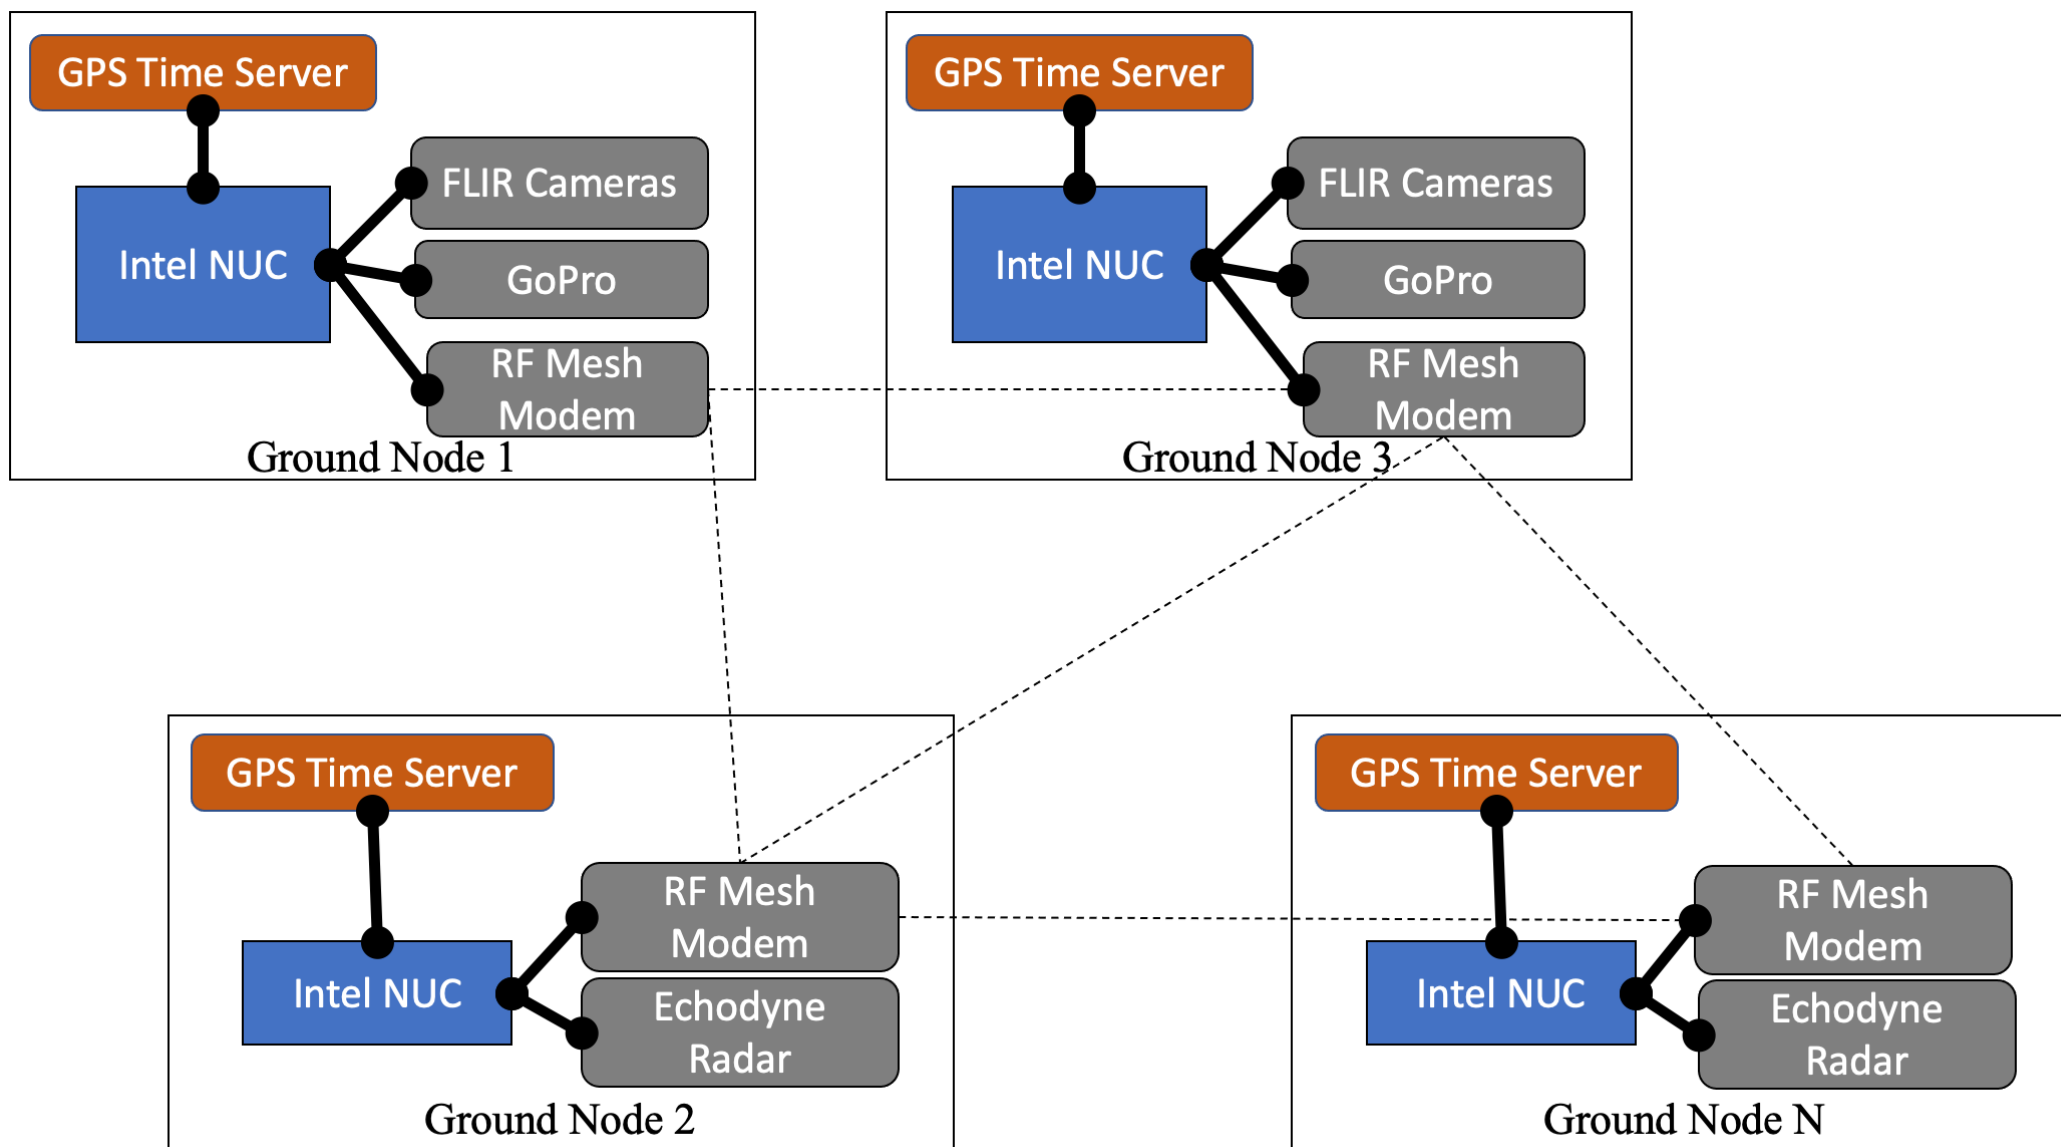 GPS Time Server
Intel NUC
FLIR Cameras
GoPro
RF Mesh
Modem
Ground Node 1
GPS Time Server
Intel NUC
FLIR Cameras
GoPro
RF Mesh
Modem
Ground Node 3
GPS Time Server
Intel NUC
RF Mesh
Modem
Echodyne
Radar
Ground Node 2
GPS Time Server
Intel NUC
RF Mesh
Modem
Echodyne
Radar
Ground Node N